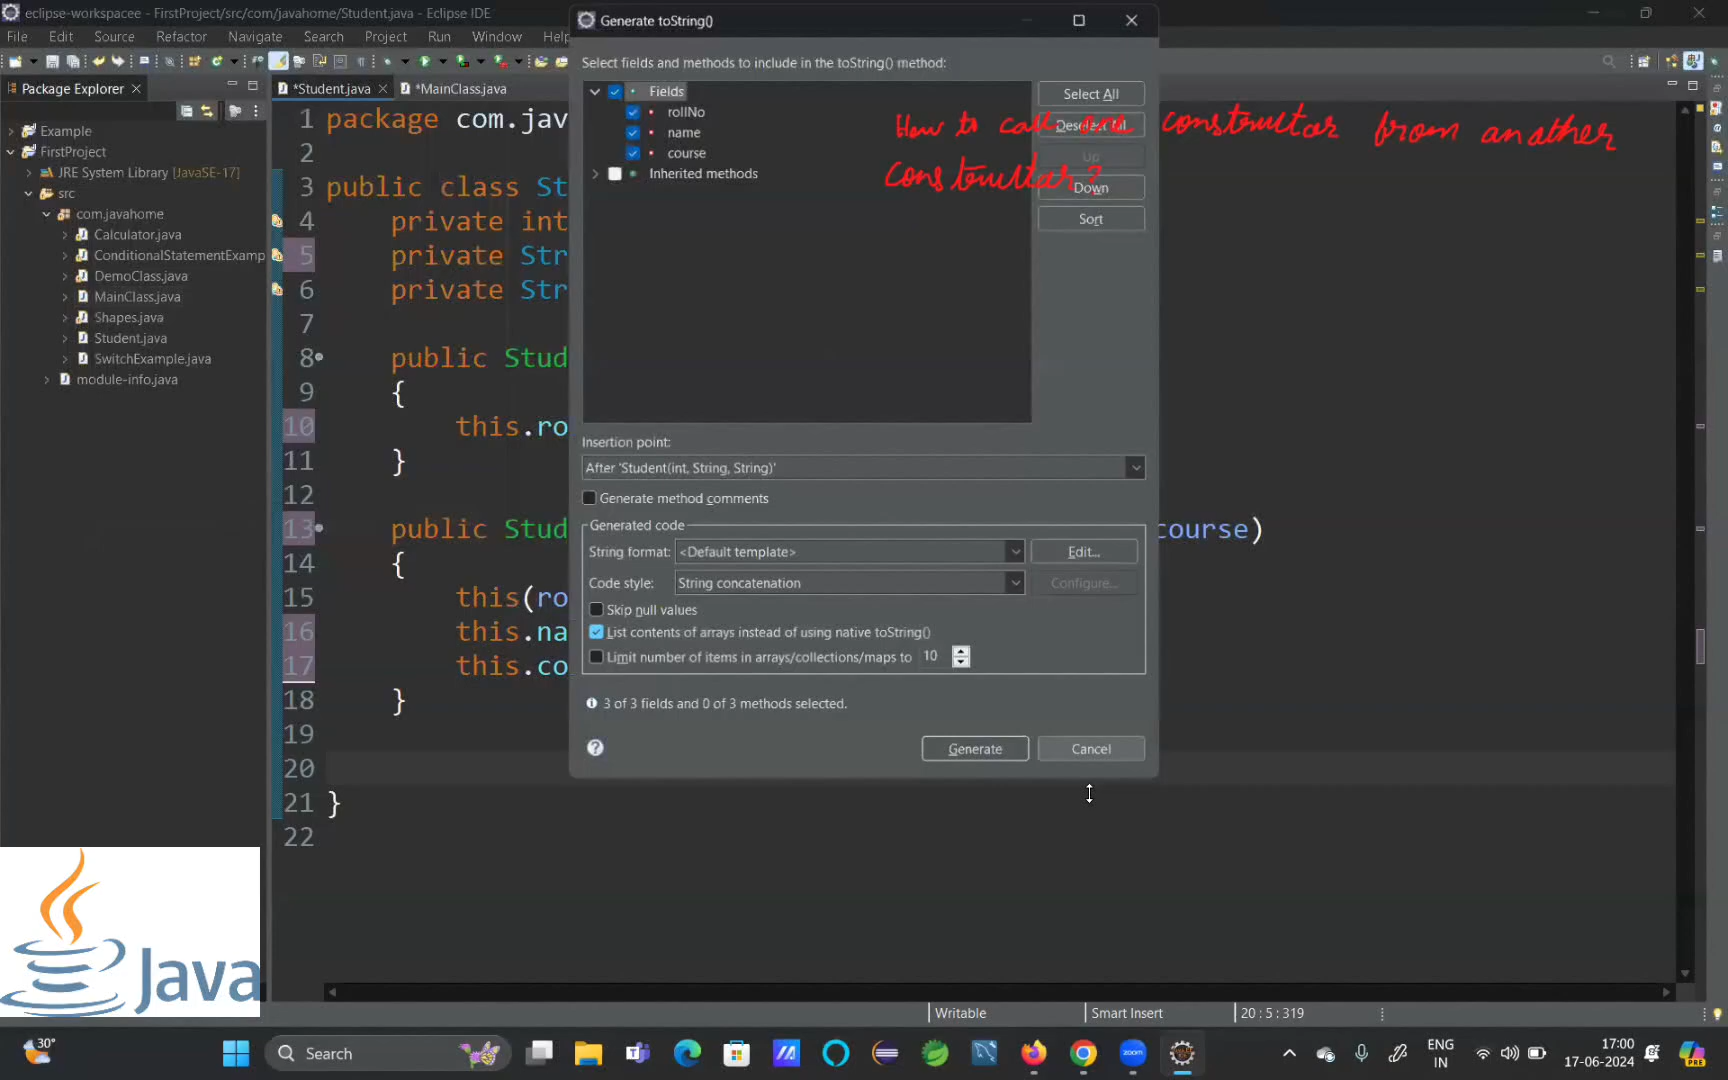 eclipse-workspacee - FirstProject/src/com/javahome/Student.java - Eclipse IDE
File Edit Source Refactor Navigate Search Project Run Window Help
Generate toString()
Package Explorer
*Student.java
*MainClass.java
Example
FirstProject
JRE System Library [JavaSE-17]
src
com.javahome
Calculator.java
ConditionalStatementExamp
DemoClass.java
MainClass.java
Shapes.java
Student.java
SwitchExample.java
module-info.java
1 package com.jav
2
3 public class St
4 private int
5 private Str
6 private Str
7
8 public Stud
9 {
10 this.ro
11 }
12
13 public Stud course)
14 {
15 this(ro
16 this.na
17 this.co
18 }
19
20
21 }
22
Select fields and methods to include in the toString() method:
Fields
rollNo
name
course
Inherited methods
Select All
Deselect All
Up
Down
Sort
How to call one constructor from another
constructor?
Insertion point:
After 'Student(int, String, String)'
Generate method comments
Generated code
String format: <Default template> Edit...
Code style: String concatenation Configure...
Skip null values
List contents of arrays instead of using native toString()
Limit number of items in arrays/collections/maps to 10
3 of 3 fields and 0 of 3 methods selected.
Generate Cancel
Java
Writable Smart Insert 20 : 5 : 319
30°
Search
zoom
ENG
IN
17:00
17-06-2024
PRE